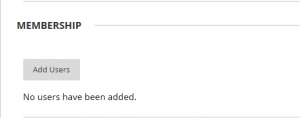 MEMBERSHIP
Add Users
No users have been added.